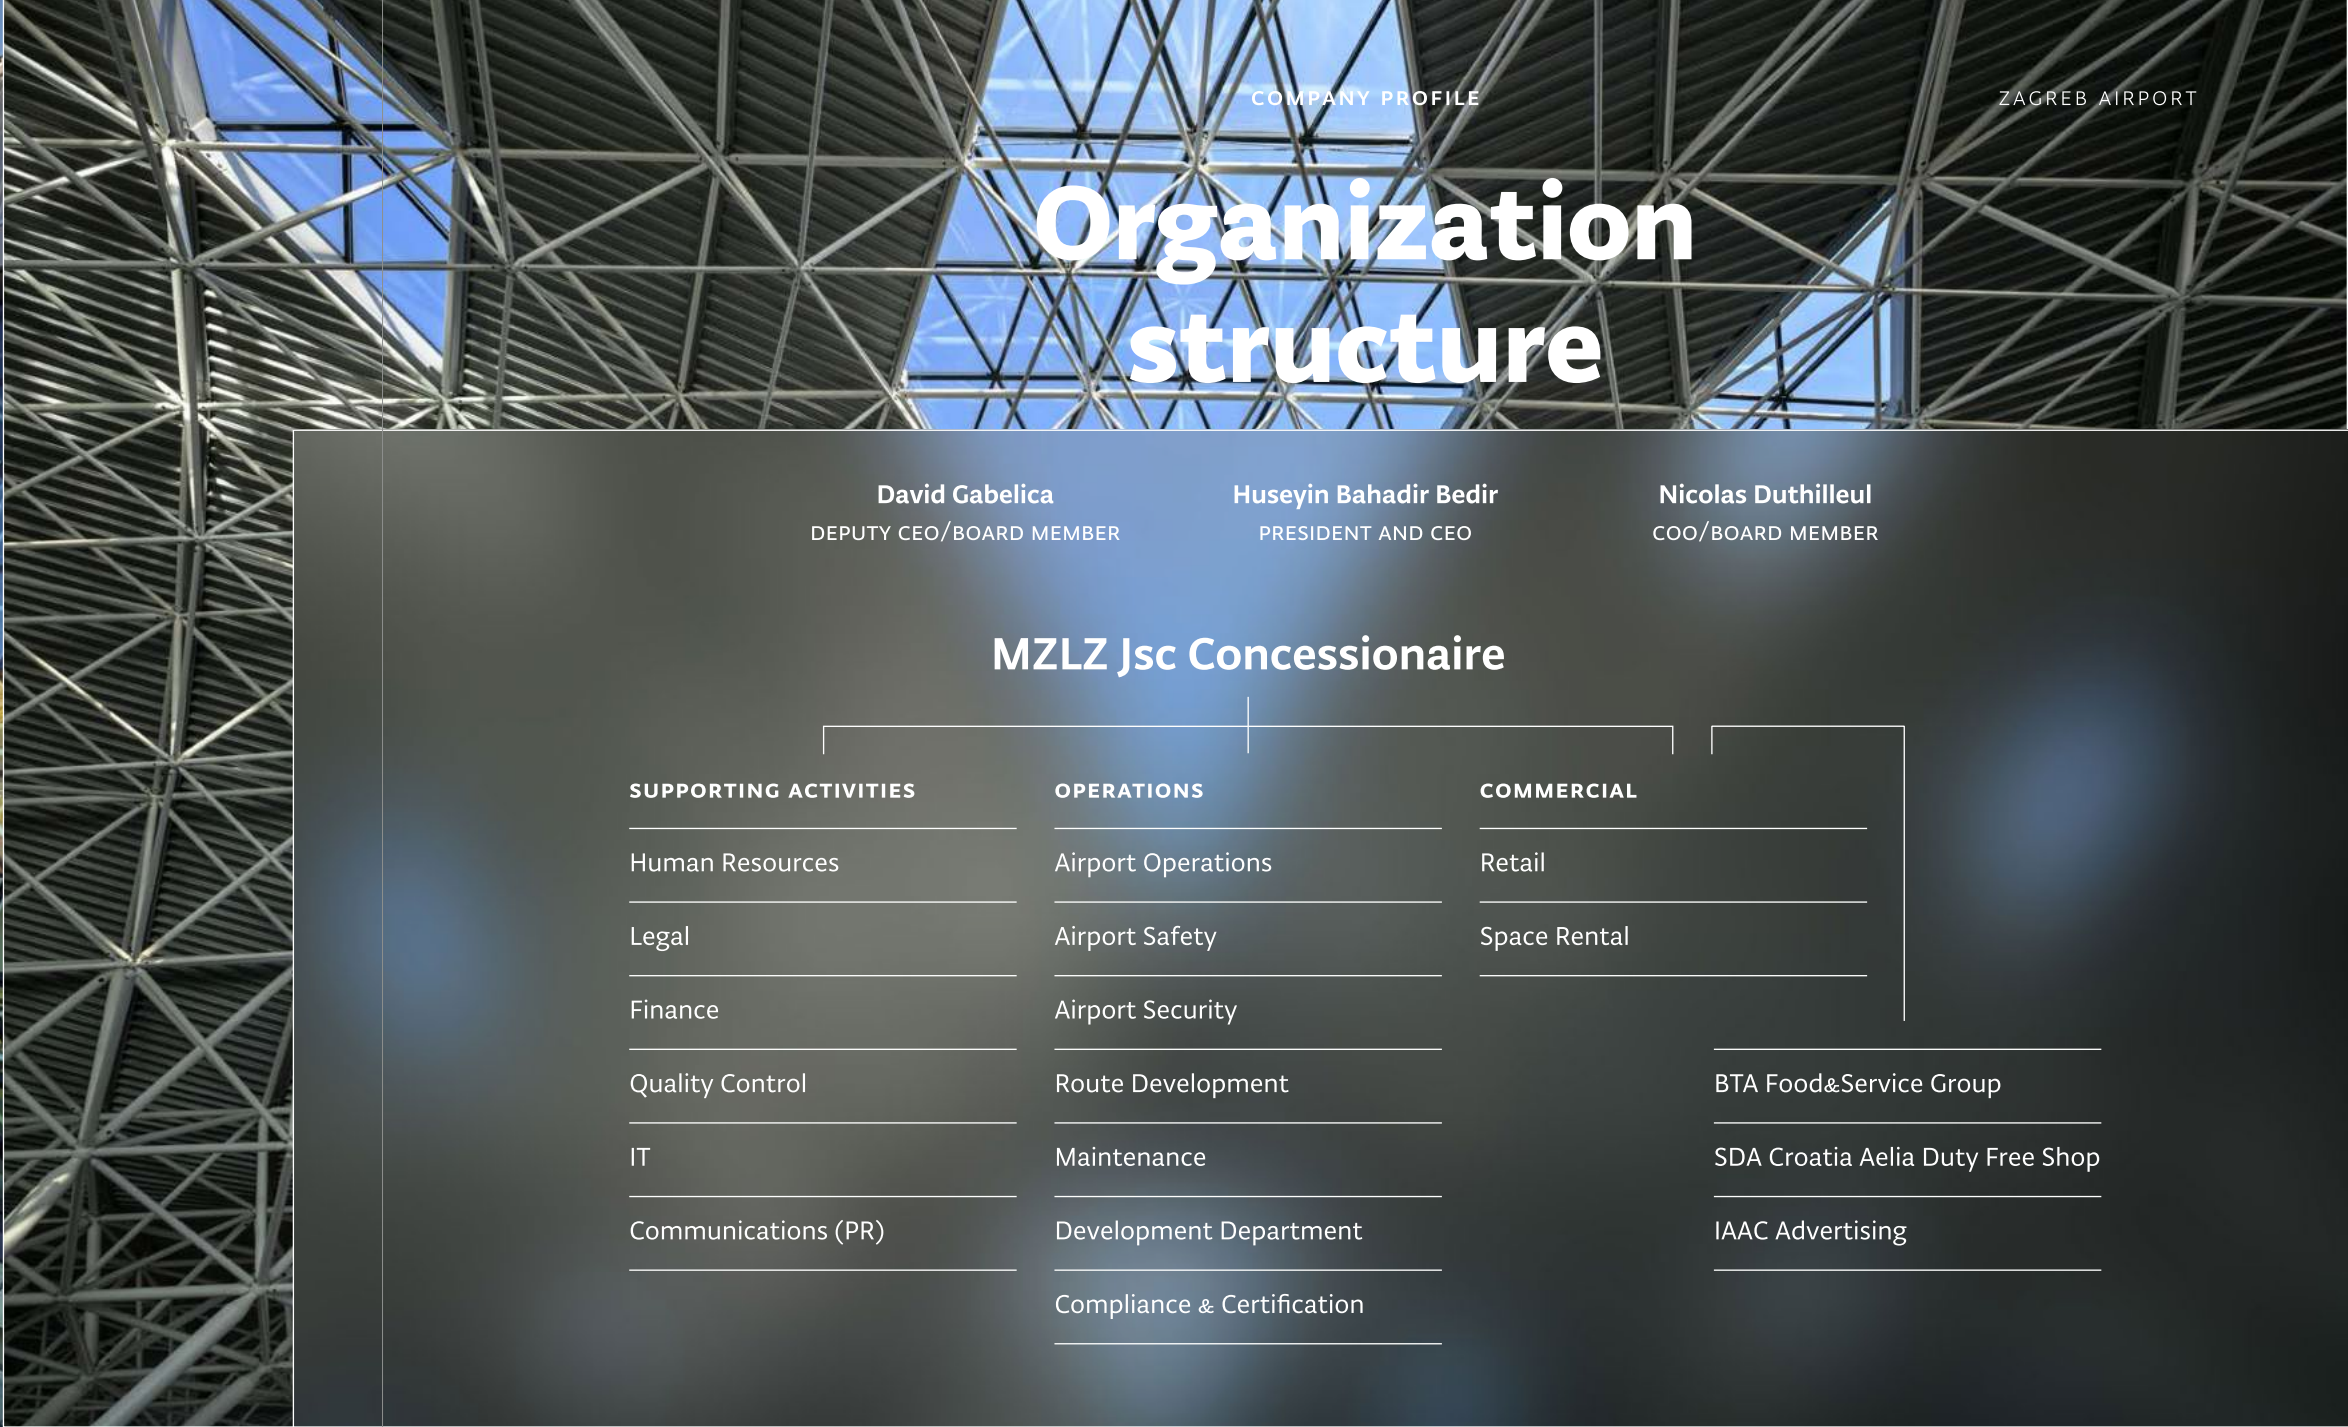 COMPANY PROFILE
ZAGREB AIRPORT
Organization
structure
David Gabelica
DEPUTY CEO/BOARD MEMBER
Huseyin Bahadir Bedir
PRESIDENT AND CEO
Nicolas Duthilleul
COO/BOARD MEMBER
MZLZ Jsc Concessionaire
SUPPORTING ACTIVITIES
Human Resources
Legal
Finance
Quality Control
IT
Communications (PR)
OPERATIONS
Airport Operations
Airport Safety
Airport Security
Route Development
Maintenance
Development Department
Compliance & Certification
COMMERCIAL
Retail
Space Rental
BTA Food&Service Group
SDA Croatia Aelia Duty Free Shop
IAAC Advertising